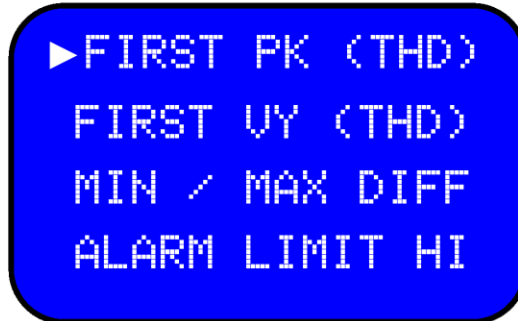 ►FIRST PK (THD)
FIRST VY (THD)
MIN / MAX DIFF
ALARM LIMIT HI